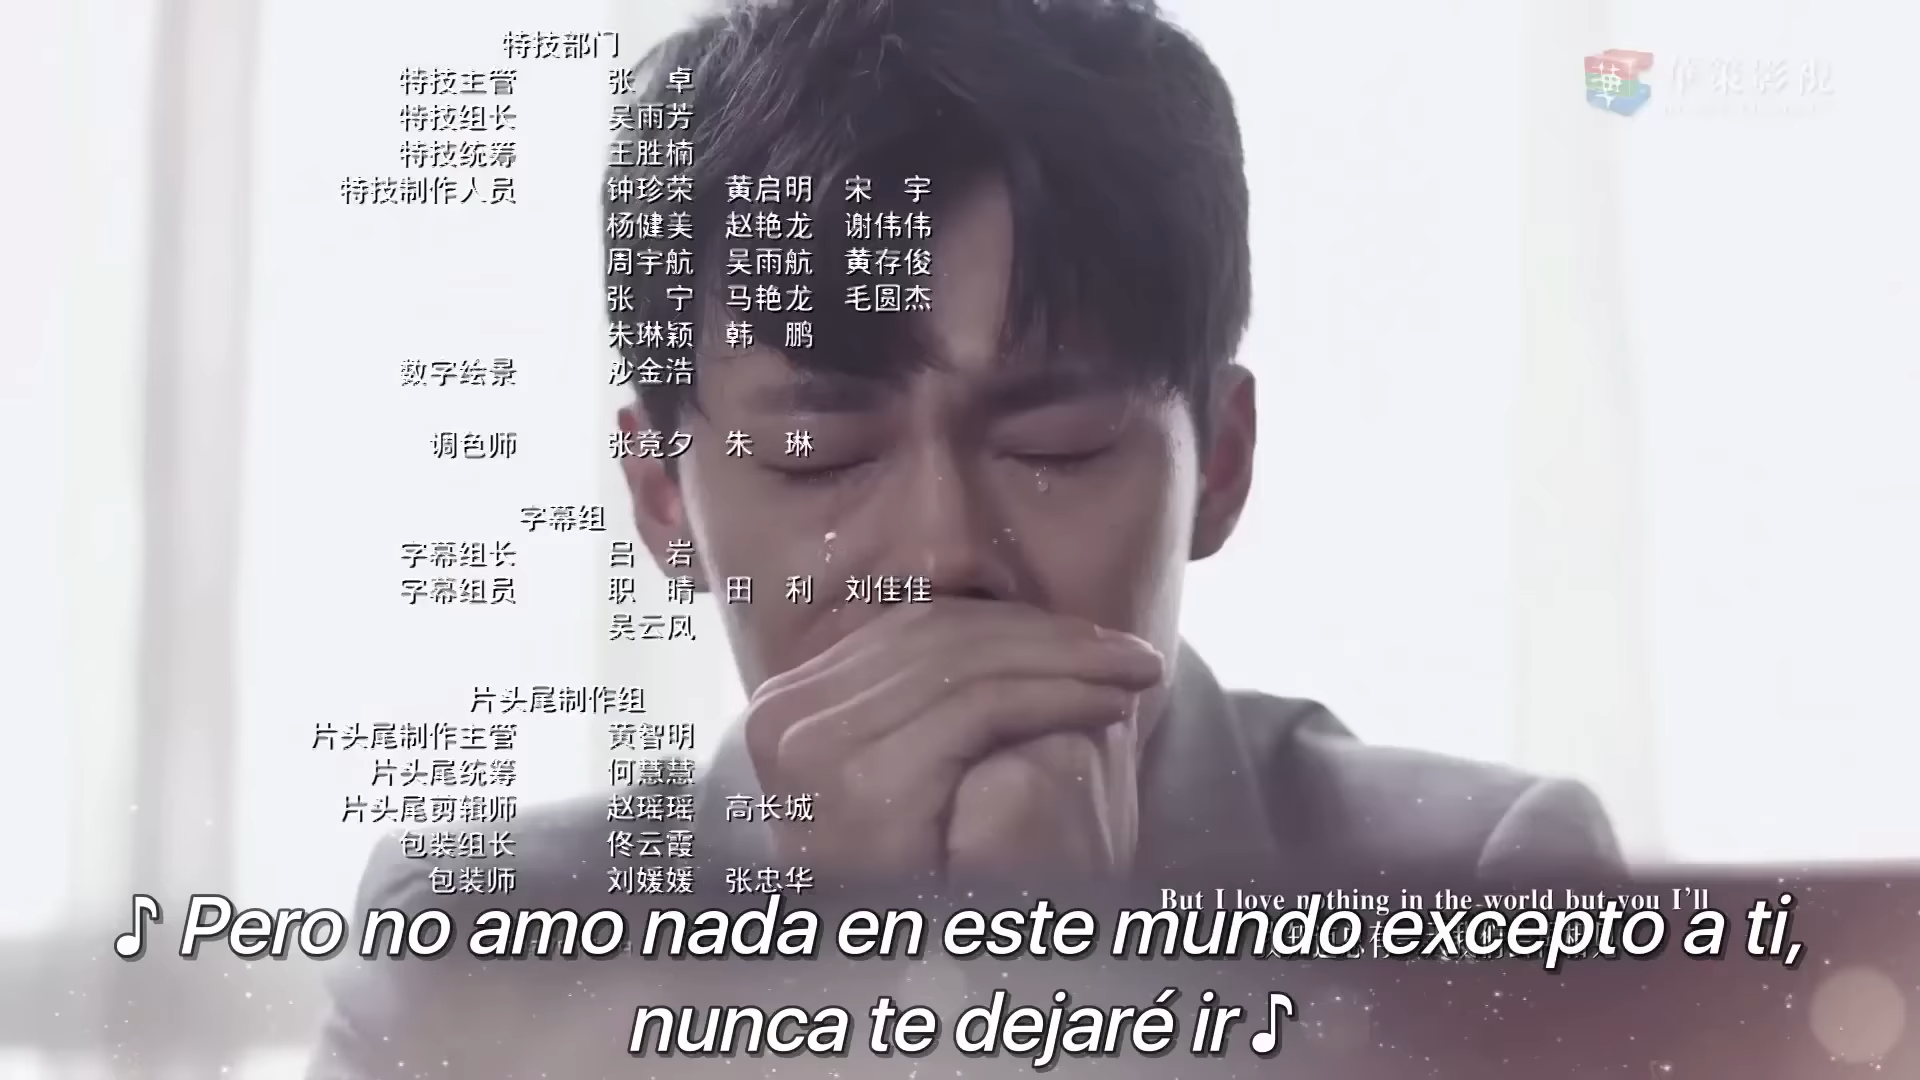 特技部门
特技主管 张 卓
特技组长 吴雨芳
特技统筹 王胜楠
特技制作人员 钟珍荣 黄启明 宋 宇
杨健美 赵艳龙 谢伟伟
周宇航 吴雨航 黄存俊
张 宁 马艳龙 毛圆杰
朱琳颖 韩 鹏
数字绘景 沙金浩
调色师 张竞夕 朱 琳
字幕组
字幕组长 吕 岩
字幕组员 职 晴 田 利 刘佳佳
吴云凤
片头尾制作组
片头尾制作主管 黄智明
片头尾统筹 何慧慧
片头尾剪辑师 赵瑶瑶 高长城
包装组长 佟云霞
包装师 刘媛媛 张忠华
華策影视
But I love nothing in the world but you I'll
♪ Pero no amo nada en este mundo excepto a ti,
nunca te dejaré ir ♪